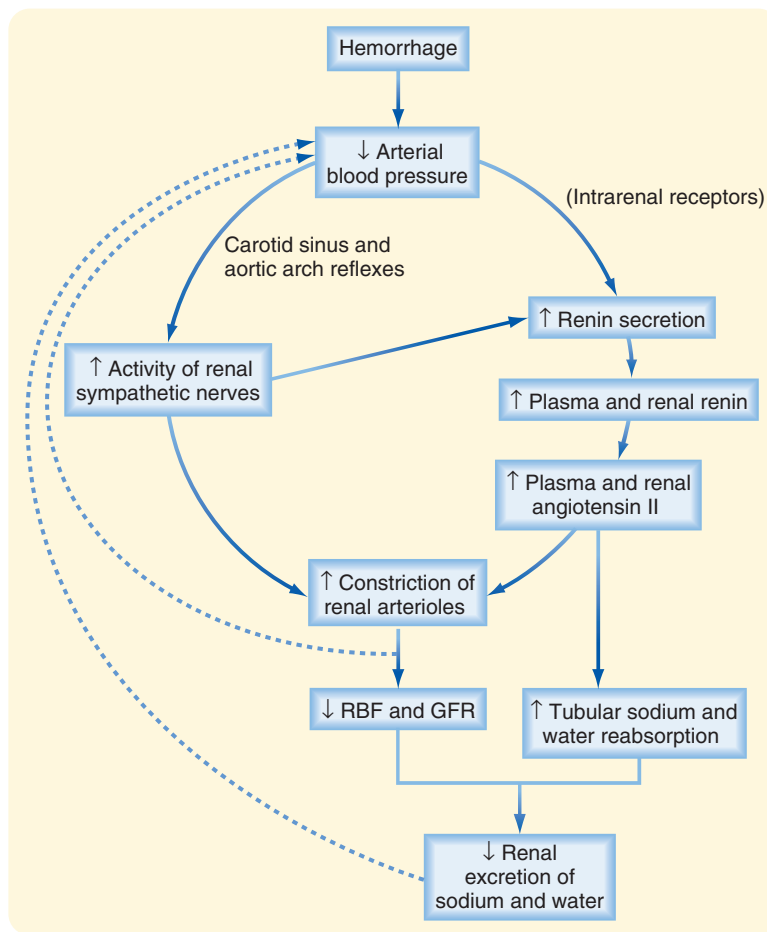 Hemorrhage
↓ Arterial
blood pressure
(Intrarenal receptors)
Carotid sinus and
aortic arch reflexes
↑ Renin secretion
↑ Activity of renal
sympathetic nerves
↑ Plasma and renal renin
↑ Plasma and renal
angiotensin II
↑ Constriction of
renal arterioles
↓ RBF and GFR
↑ Tubular sodium and
water reabsorption
↓ Renal
excretion of
sodium and water